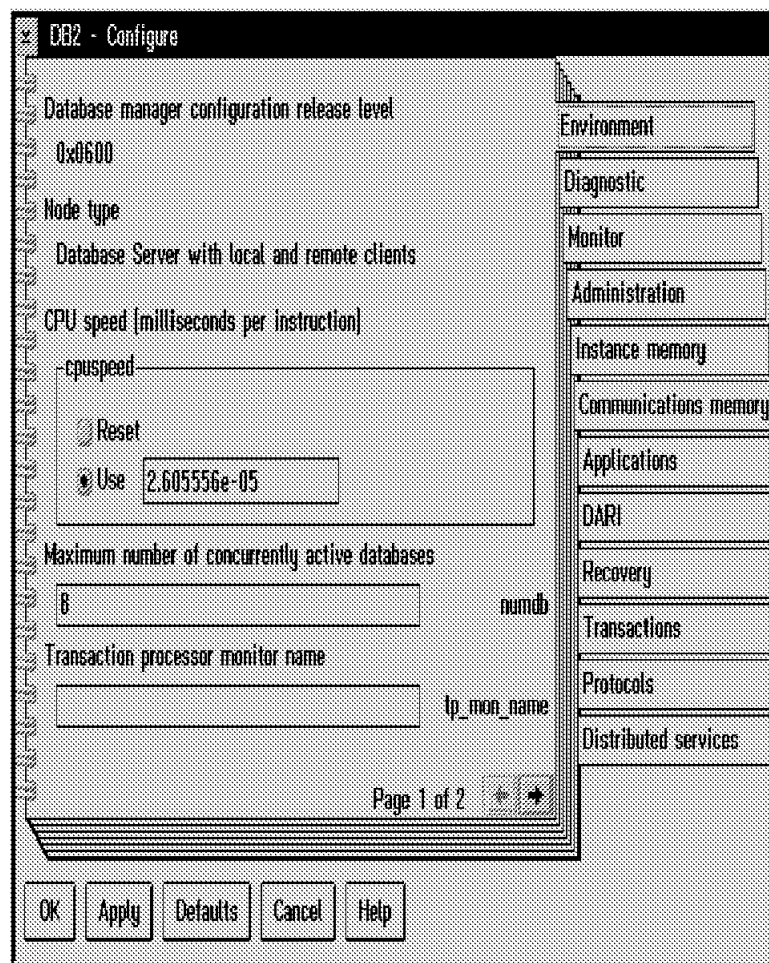 DB2 - Configure
Database manager configuration release level
0x0600
Node type
Database Server with local and remote clients
CPU speed (milliseconds per instruction)
cpuspeed
Reset
Use 2.605556e-05
Maximum number of concurrently active databases
8 numdb
Transaction processor monitor name
tp_mon_name
Page 1 of 2
Environment
Diagnostic
Monitor
Administration
Instance memory
Communications memory
Applications
DARI
Recovery
Transactions
Protocols
Distributed services
OK Apply Defaults Cancel Help